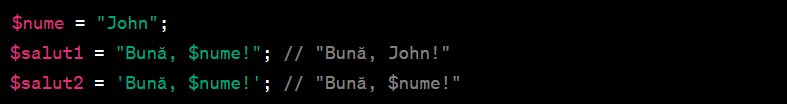 $nume = "John";
$salut1 = "Bună, $nume!"; // "Bună, John!"
$salut2 = 'Bună, $nume!'; // "Bună, $nume!"